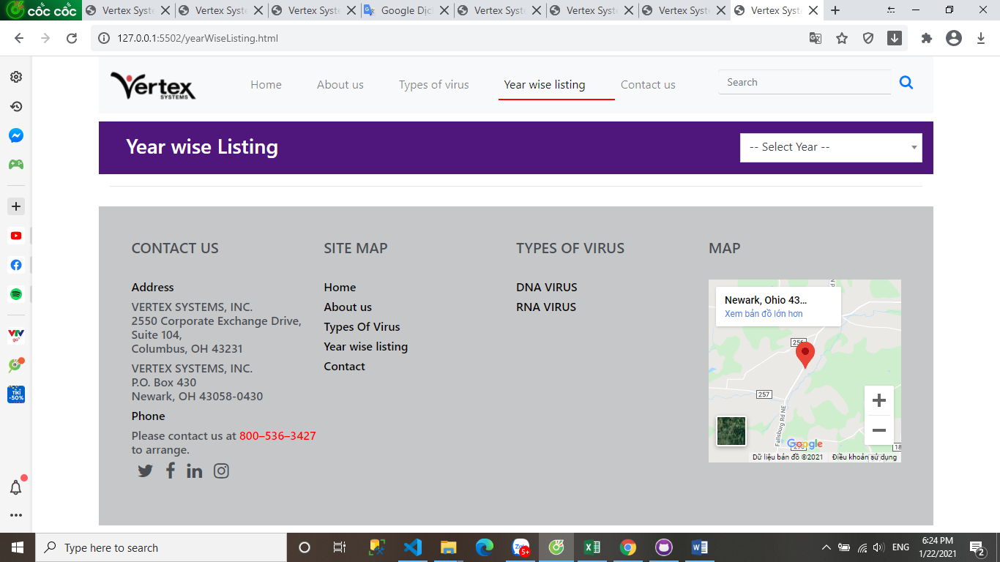 CỐC CỐC
Vertex Syst
Vertex Syst
Vertex Syst
Google Dịch
Vertex Syst
Vertex Syst
Vertex Syst
Vertex Syst
127.0.0.1:5502/yearWiseListing.html
Vertex
SYSTEMS
Home
About us
Types of virus
Year wise listing
Contact us
Search
Year wise Listing
-- Select Year --
CONTACT US
Address
VERTEX SYSTEMS, INC.
2550 Corporate Exchange Drive,
Suite 104,
Columbus, OH 43231
VERTEX SYSTEMS, INC.
P.O. Box 430
Newark, OH 43058-0430
Phone
Please contact us at 800–536–3427
to arrange.
SITE MAP
Home
About us
Types Of Virus
Year wise listing
Contact
TYPES OF VIRUS
DNA VIRUS
RNA VIRUS
MAP
Newark, Ohio 43...
Xem bản đồ lớn hơn
256
257
Fallsburg Rd NE
Google
Dữ liệu bản đồ ©2021
Điều khoản sử dụng
VTV
go
TIKI
-50%
Type here to search
5+
ENG
6:24 PM
1/22/2021
2